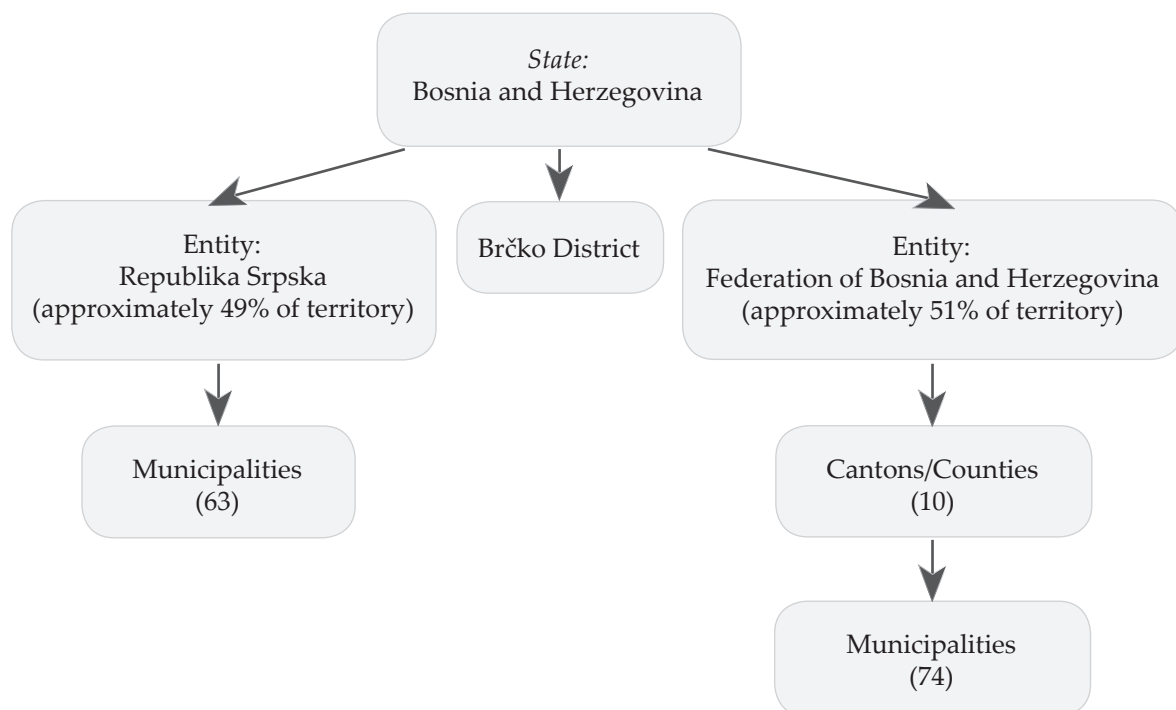 State:
Bosnia and Herzegovina
Entity:
Republika Srpska
(approximately 49% of territory)
Brčko District
Entity:
Federation of Bosnia and Herzegovina
(approximately 51% of territory)
Municipalities
(63)
Cantons/Counties
(10)
Municipalities
(74)